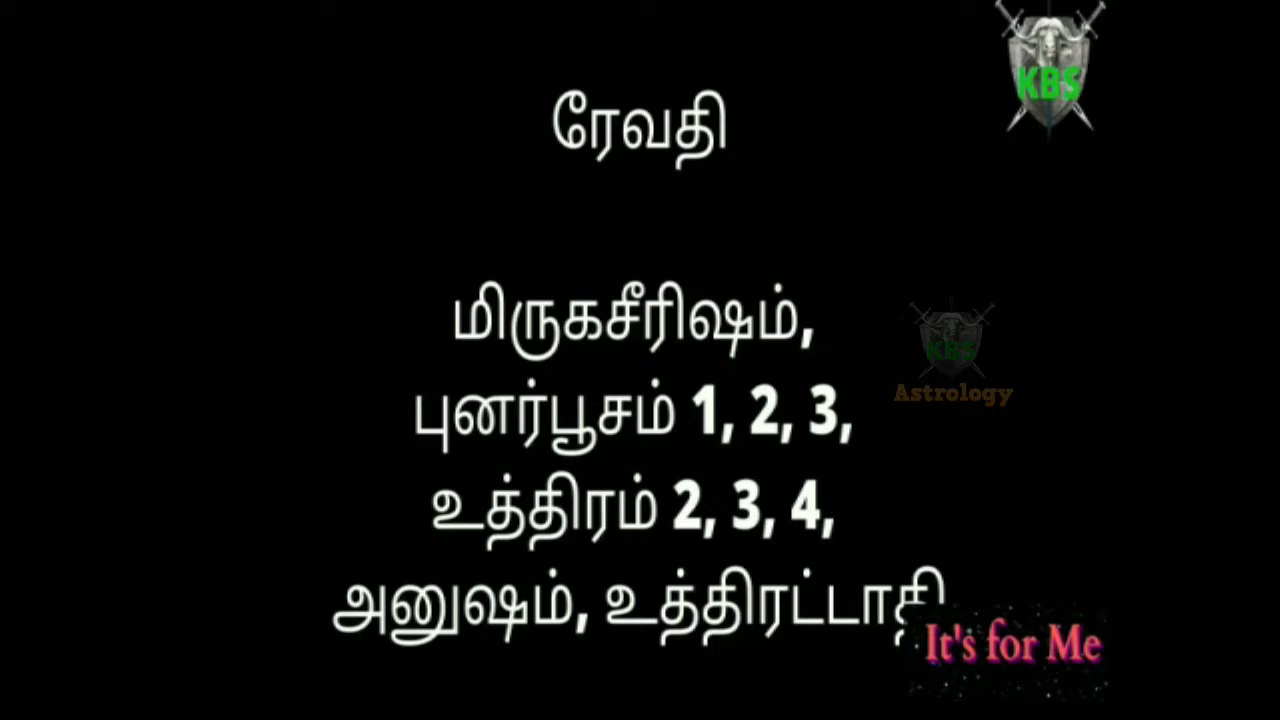 KBS
ரேவதி
மிருகசீரிஷம்,
புனர்பூசம் 1, 2, 3,
உத்திரம் 2, 3, 4,
அனுஷம், உத்திரட்டாதி
KBS
Astrology
It's for Me